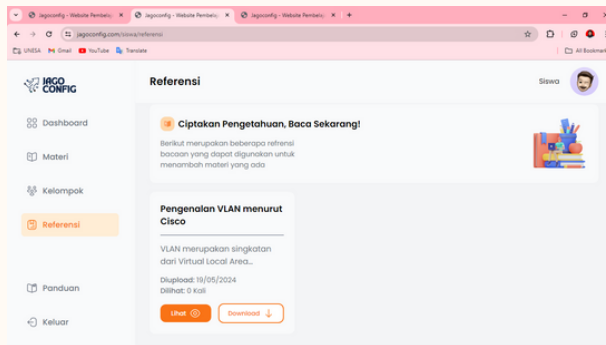 Jagoconfig - Website Pembelaj
Jagoconfig - Website Pembelaj
Jagoconfig - Website Pembelaj
jagoconfig.com/siswa/referensi
UNESA
Gmail
YouTube
Translate
All Bookmark
JAGO
CONFIG
Referensi
Siswa
Dashboard
Materi
Kelompok
Referensi
Panduan
Keluar
Ciptakan Pengetahuan, Baca Sekarang!
Berikut merupakan beberapa refrensi
bacaan yang dapat digunakan untuk
menambah materi yang ada
Pengenalan VLAN menurut
Cisco
VLAN merupakan singkatan
dari Virtual Local Area...
Diupload: 19/05/2024
Dilihat: 0 Kali
Lihat
Download